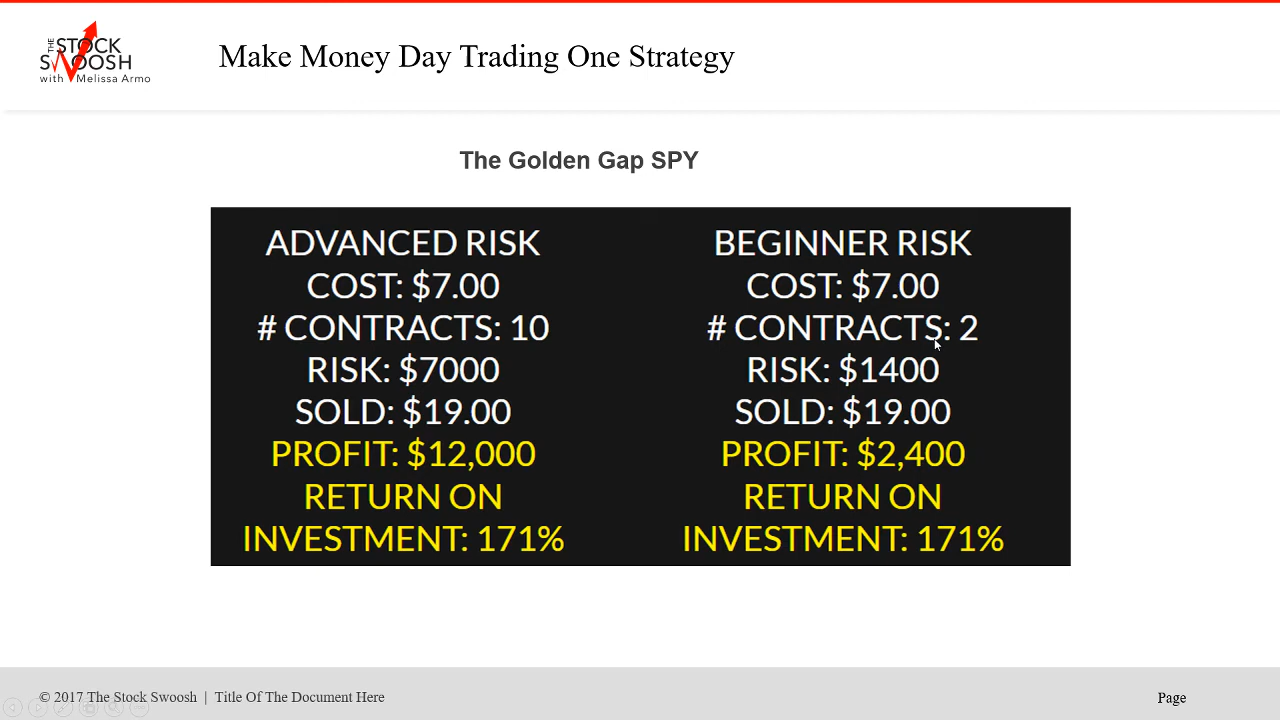 THE
STOCK
SWOOSH
with Melissa Armo
Make Money Day Trading One Strategy
The Golden Gap SPY
ADVANCED RISK
COST: $7.00
# CONTRACTS: 10
RISK: $7000
SOLD: $19.00
PROFIT: $12,000
RETURN ON
INVESTMENT: 171%
BEGINNER RISK
COST: $7.00
# CONTRACTS: 2
RISK: $1400
SOLD: $19.00
PROFIT: $2,400
RETURN ON
INVESTMENT: 171%
© 2017 The Stock Swoosh | Title Of The Document Here
Page